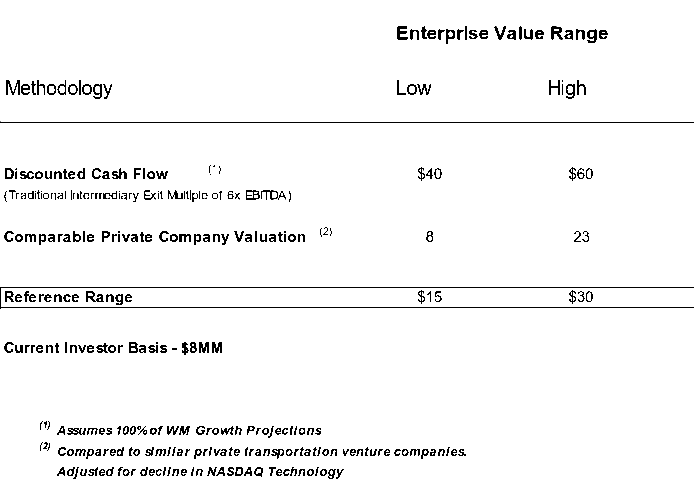 Enterprise Value Range
Methodology Low High
Discounted Cash Flow (1) $40 $60
(Traditional Intermediary Exit Multiple of 6x EBITDA)
Comparable Private Company Valuation (2) 8 23
Reference Range $15 $30
Current Investor Basis - $8MM
(1) Assumes 100% of WM Growth Projections
(2) Compared to similar private transportation venture companies.
Adjusted for decline in NASDAQ Technology